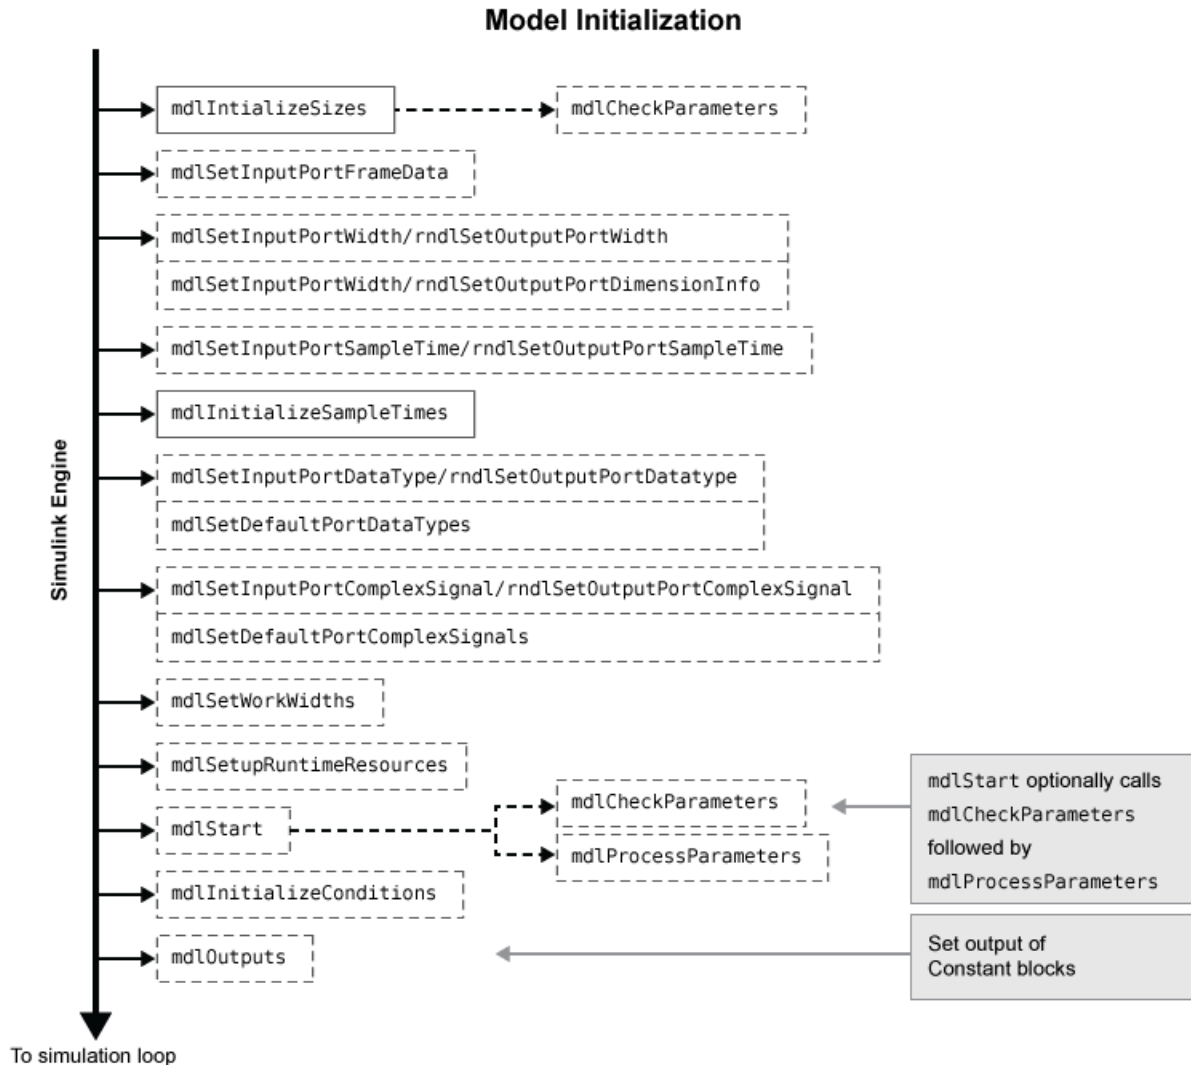 Model Initialization
mdlIntializeSizes
mdlCheckParameters
mdlSetInputPortFrameData
mdlSetInputPortWidth/rndlSetOutputPortWidth
mdlSetInputPortWidth/rndlSetOutputPortDimensionInfo
mdlSetInputPortSampleTime/rndlSetOutputPortSampleTime
mdlInitializeSampleTimes
Simulink Engine
mdlSetInputPortDataType/rndlSetOutputPortDatatype
mdlSetDefaultPortDataTypes
mdlSetInputPortComplexSignal/rndlSetOutputPortComplexSignal
mdlSetDefaultPortComplexSignals
mdlSetWorkWidths
mdlSetupRuntimeResources
mdlStart
mdlCheckParameters
mdlProcessParameters
mdlStart optionally calls
mdlCheckParameters
followed by
mdlProcessParameters
mdlInitializeConditions
mdlOutputs
Set output of
Constant blocks
To simulation loop